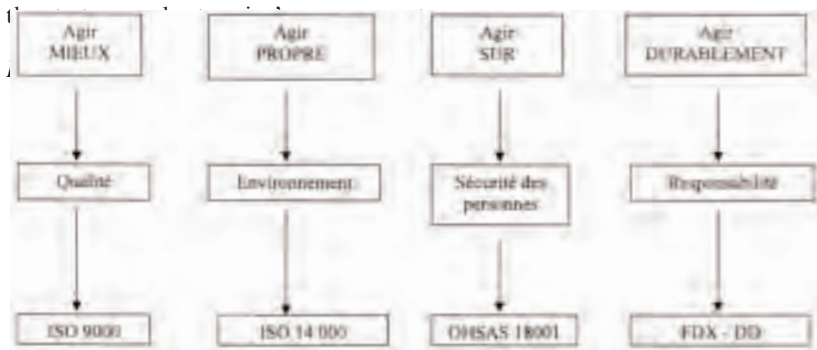 Agir
MIEUX
Agir
PROPRE
Agir
SUR
Agir
DURABLEMENT
Qualité
Environnement
Sécurité des
personnes
Responsabilité
ISO 9000
ISO 14 000
OHSAS 18001
FDX - DD